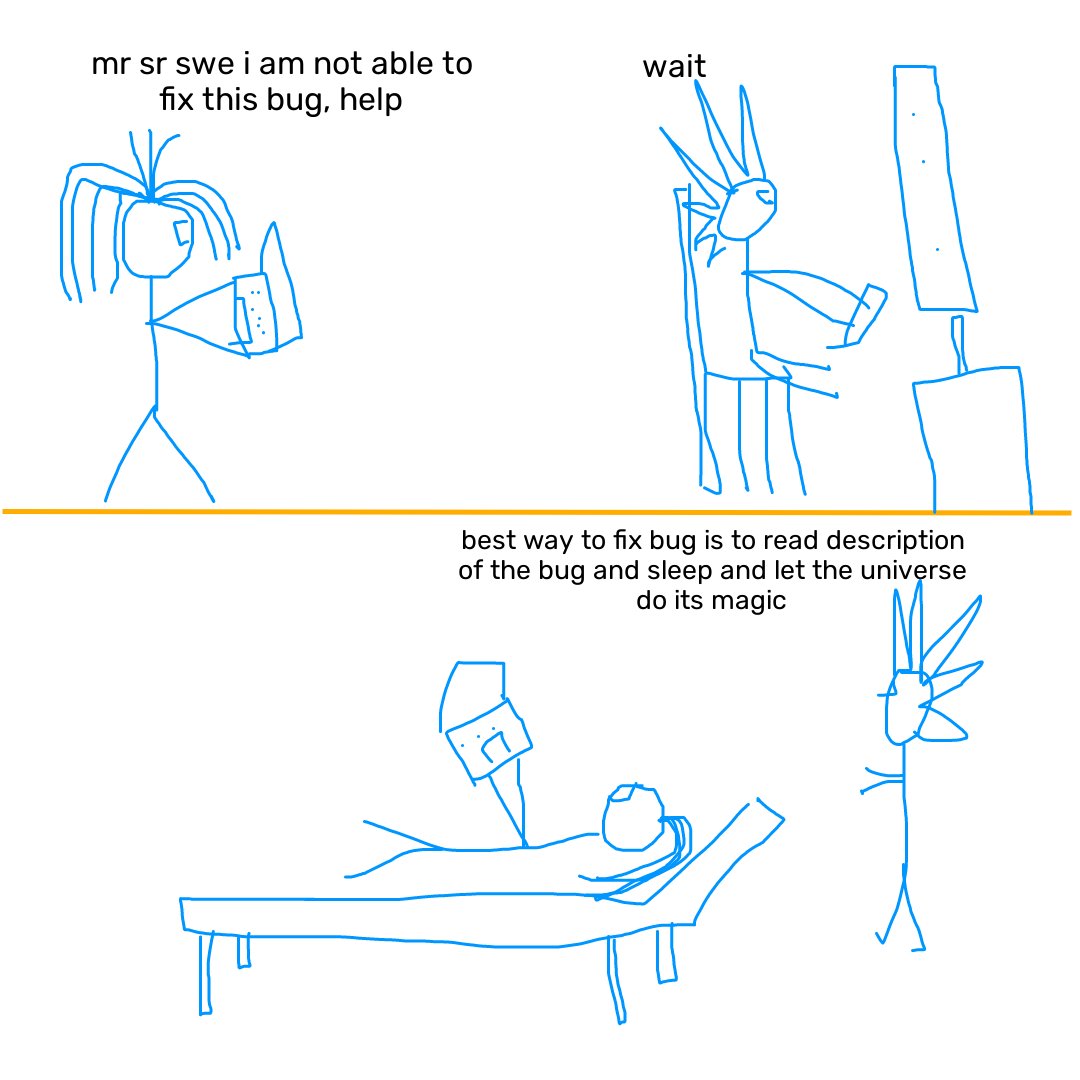 mr sr swe i am not able to
fix this bug, help
wait
best way to fix bug is to read description
of the bug and sleep and let the universe
do its magic